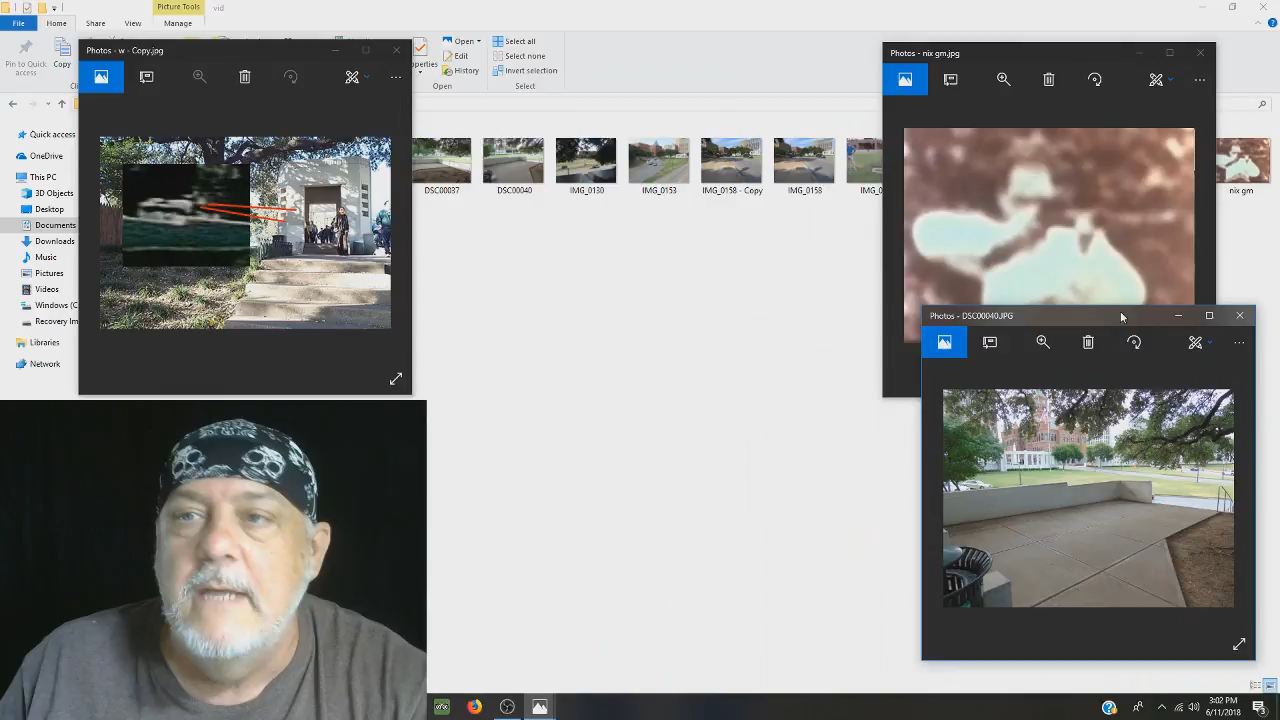 Picture Tools
vid
File
Home
Share
View
Manage
Pin to Quick
access
Copy
Open
Edit
History
Open
Select all
Select none
Invert selection
Select
Quick access
OneDrive
This PC
3D Objects
Desktop
Documents
Downloads
Music
Pictures
Videos
Windows (C
Recovery Im
Libraries
Network
Photos - w - Copy.jpg
DSC00037
DSC00040
IMG_0130
IMG_0153
IMG_0158 - Copy
IMG_0158
nix gm
Photos - nix gm.jpg
Photos - DSC00040.JPG
3:02 PM
6/11/2018